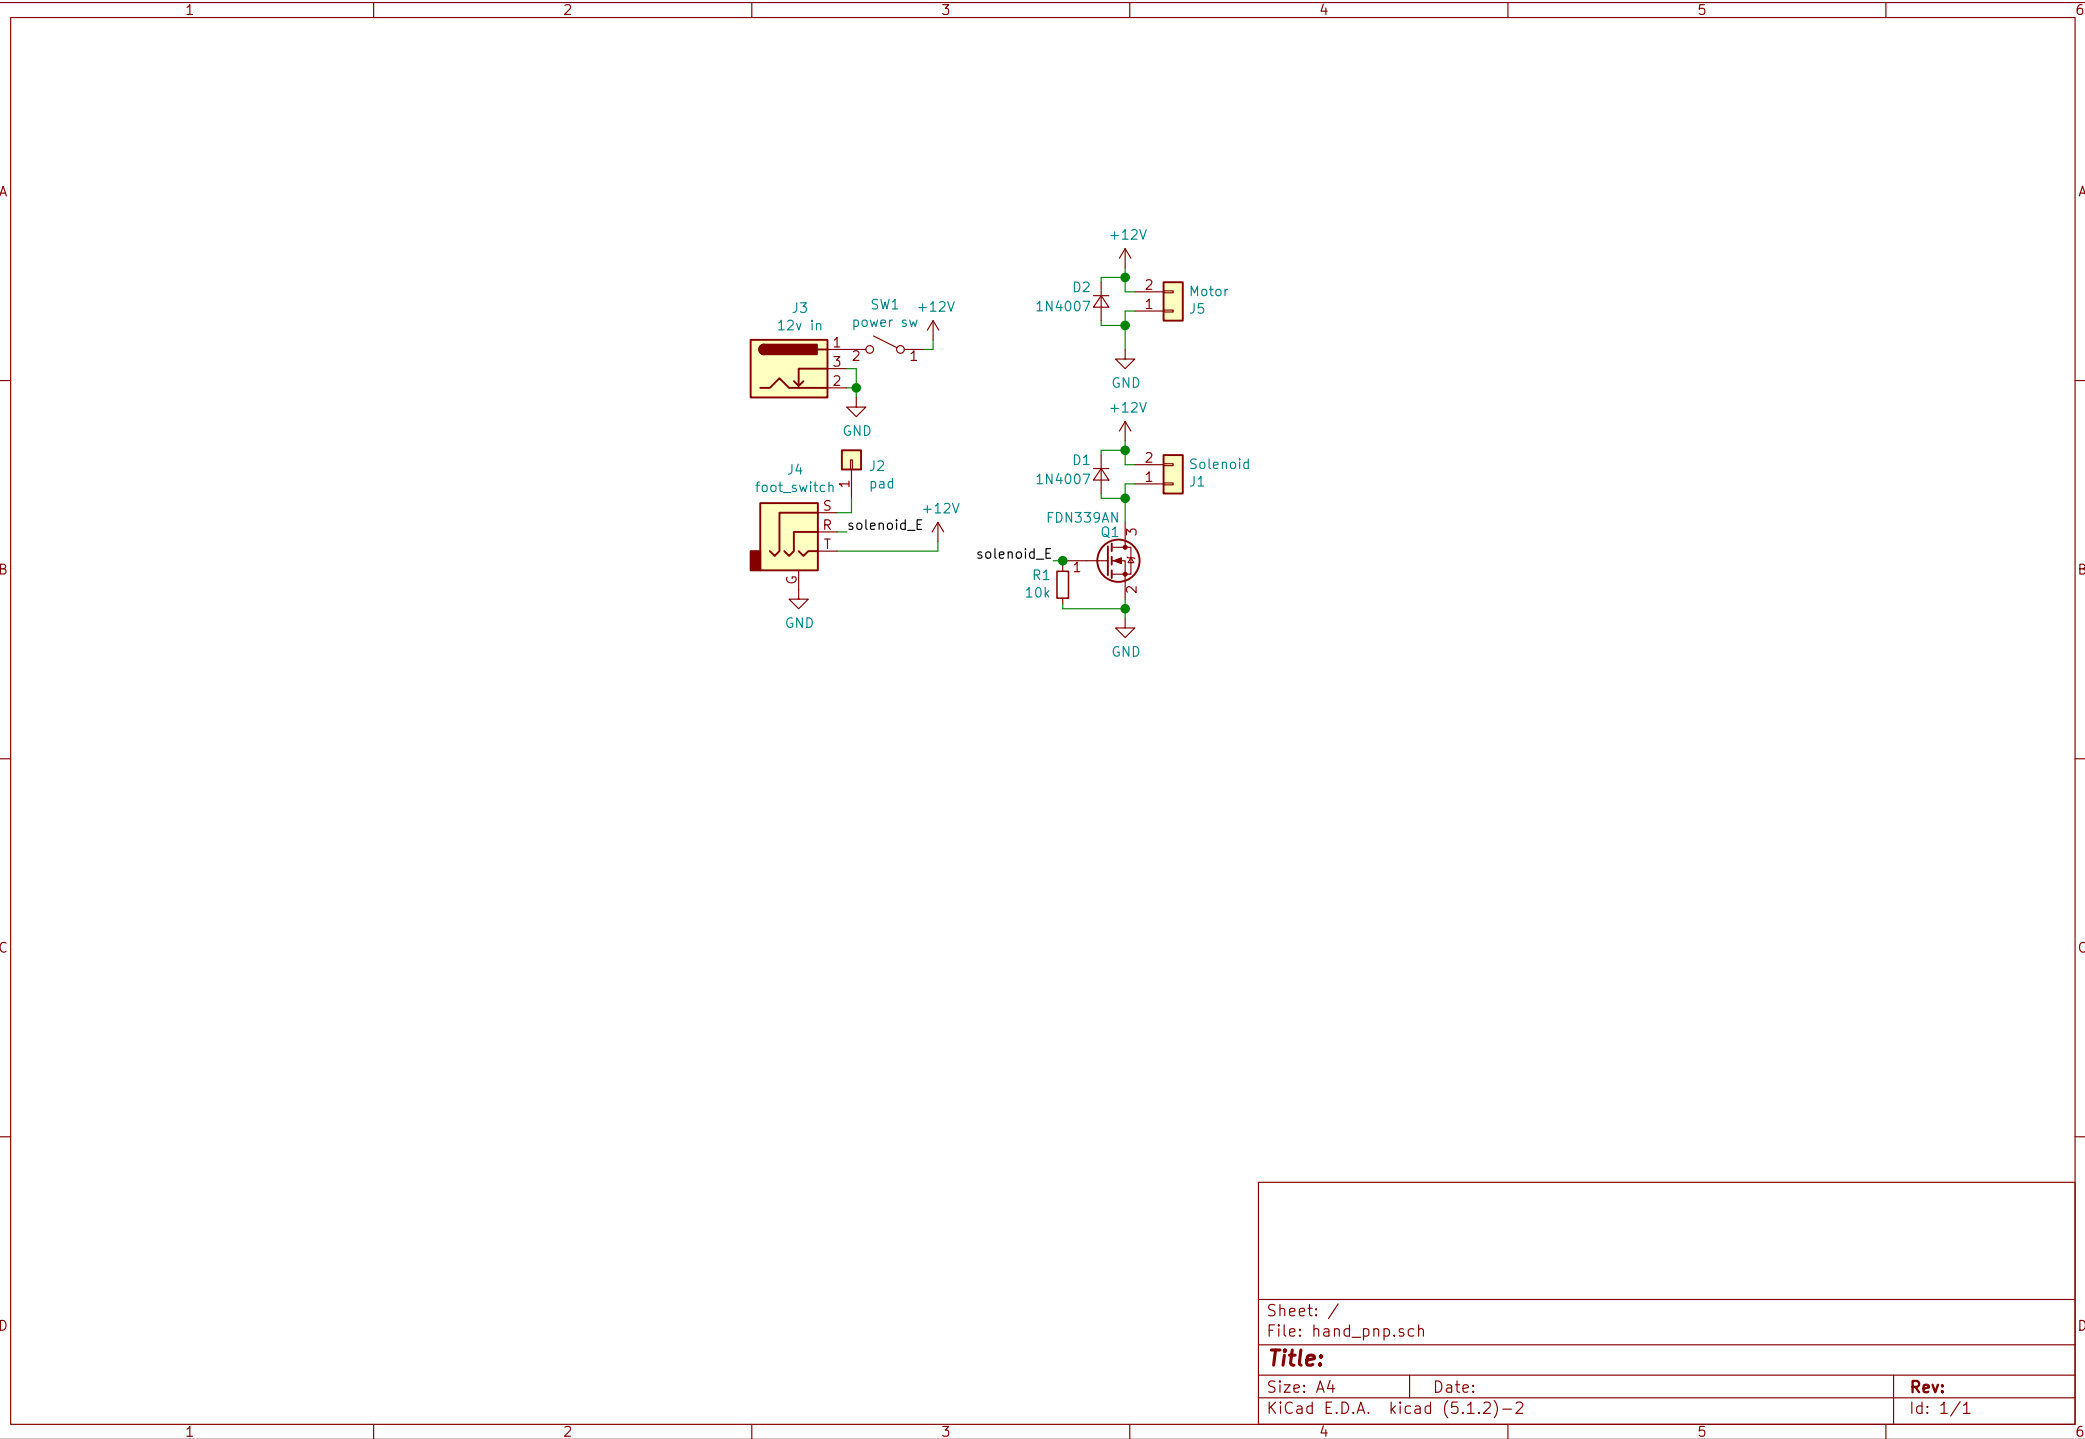 1 2 3 4 5 6
A A
+12V
D2
1N4007
2
1
Motor
J5
GND
J3
12v in
SW1
power sw
+12V
1
3
2
2
1
GND
+12V
D1
1N4007
2
1
Solenoid
J1
J4
foot_switch
J2
pad
1
S
R
T
G
solenoid_E
+12V
GND
FDN339AN
Q1
3
solenoid_E
1
R1
10k
2
GND
B B
C C
D D
Sheet: /
File: hand_pnp.sch
Title:
Size: A4 Date: Rev:
KiCad E.D.A. kicad (5.1.2)-2 Id: 1/1
1 2 3 4 5 6